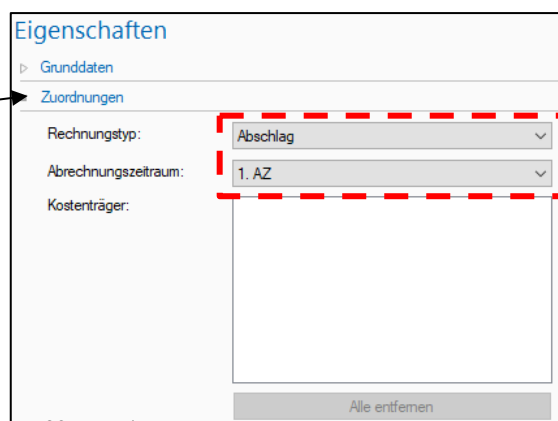 Eigenschaften
Grunddaten
Zuordnungen
Rechnungstyp: Abschlag
Abrechnungszeitraum: 1. AZ
Kostenträger:
Alle entfernen